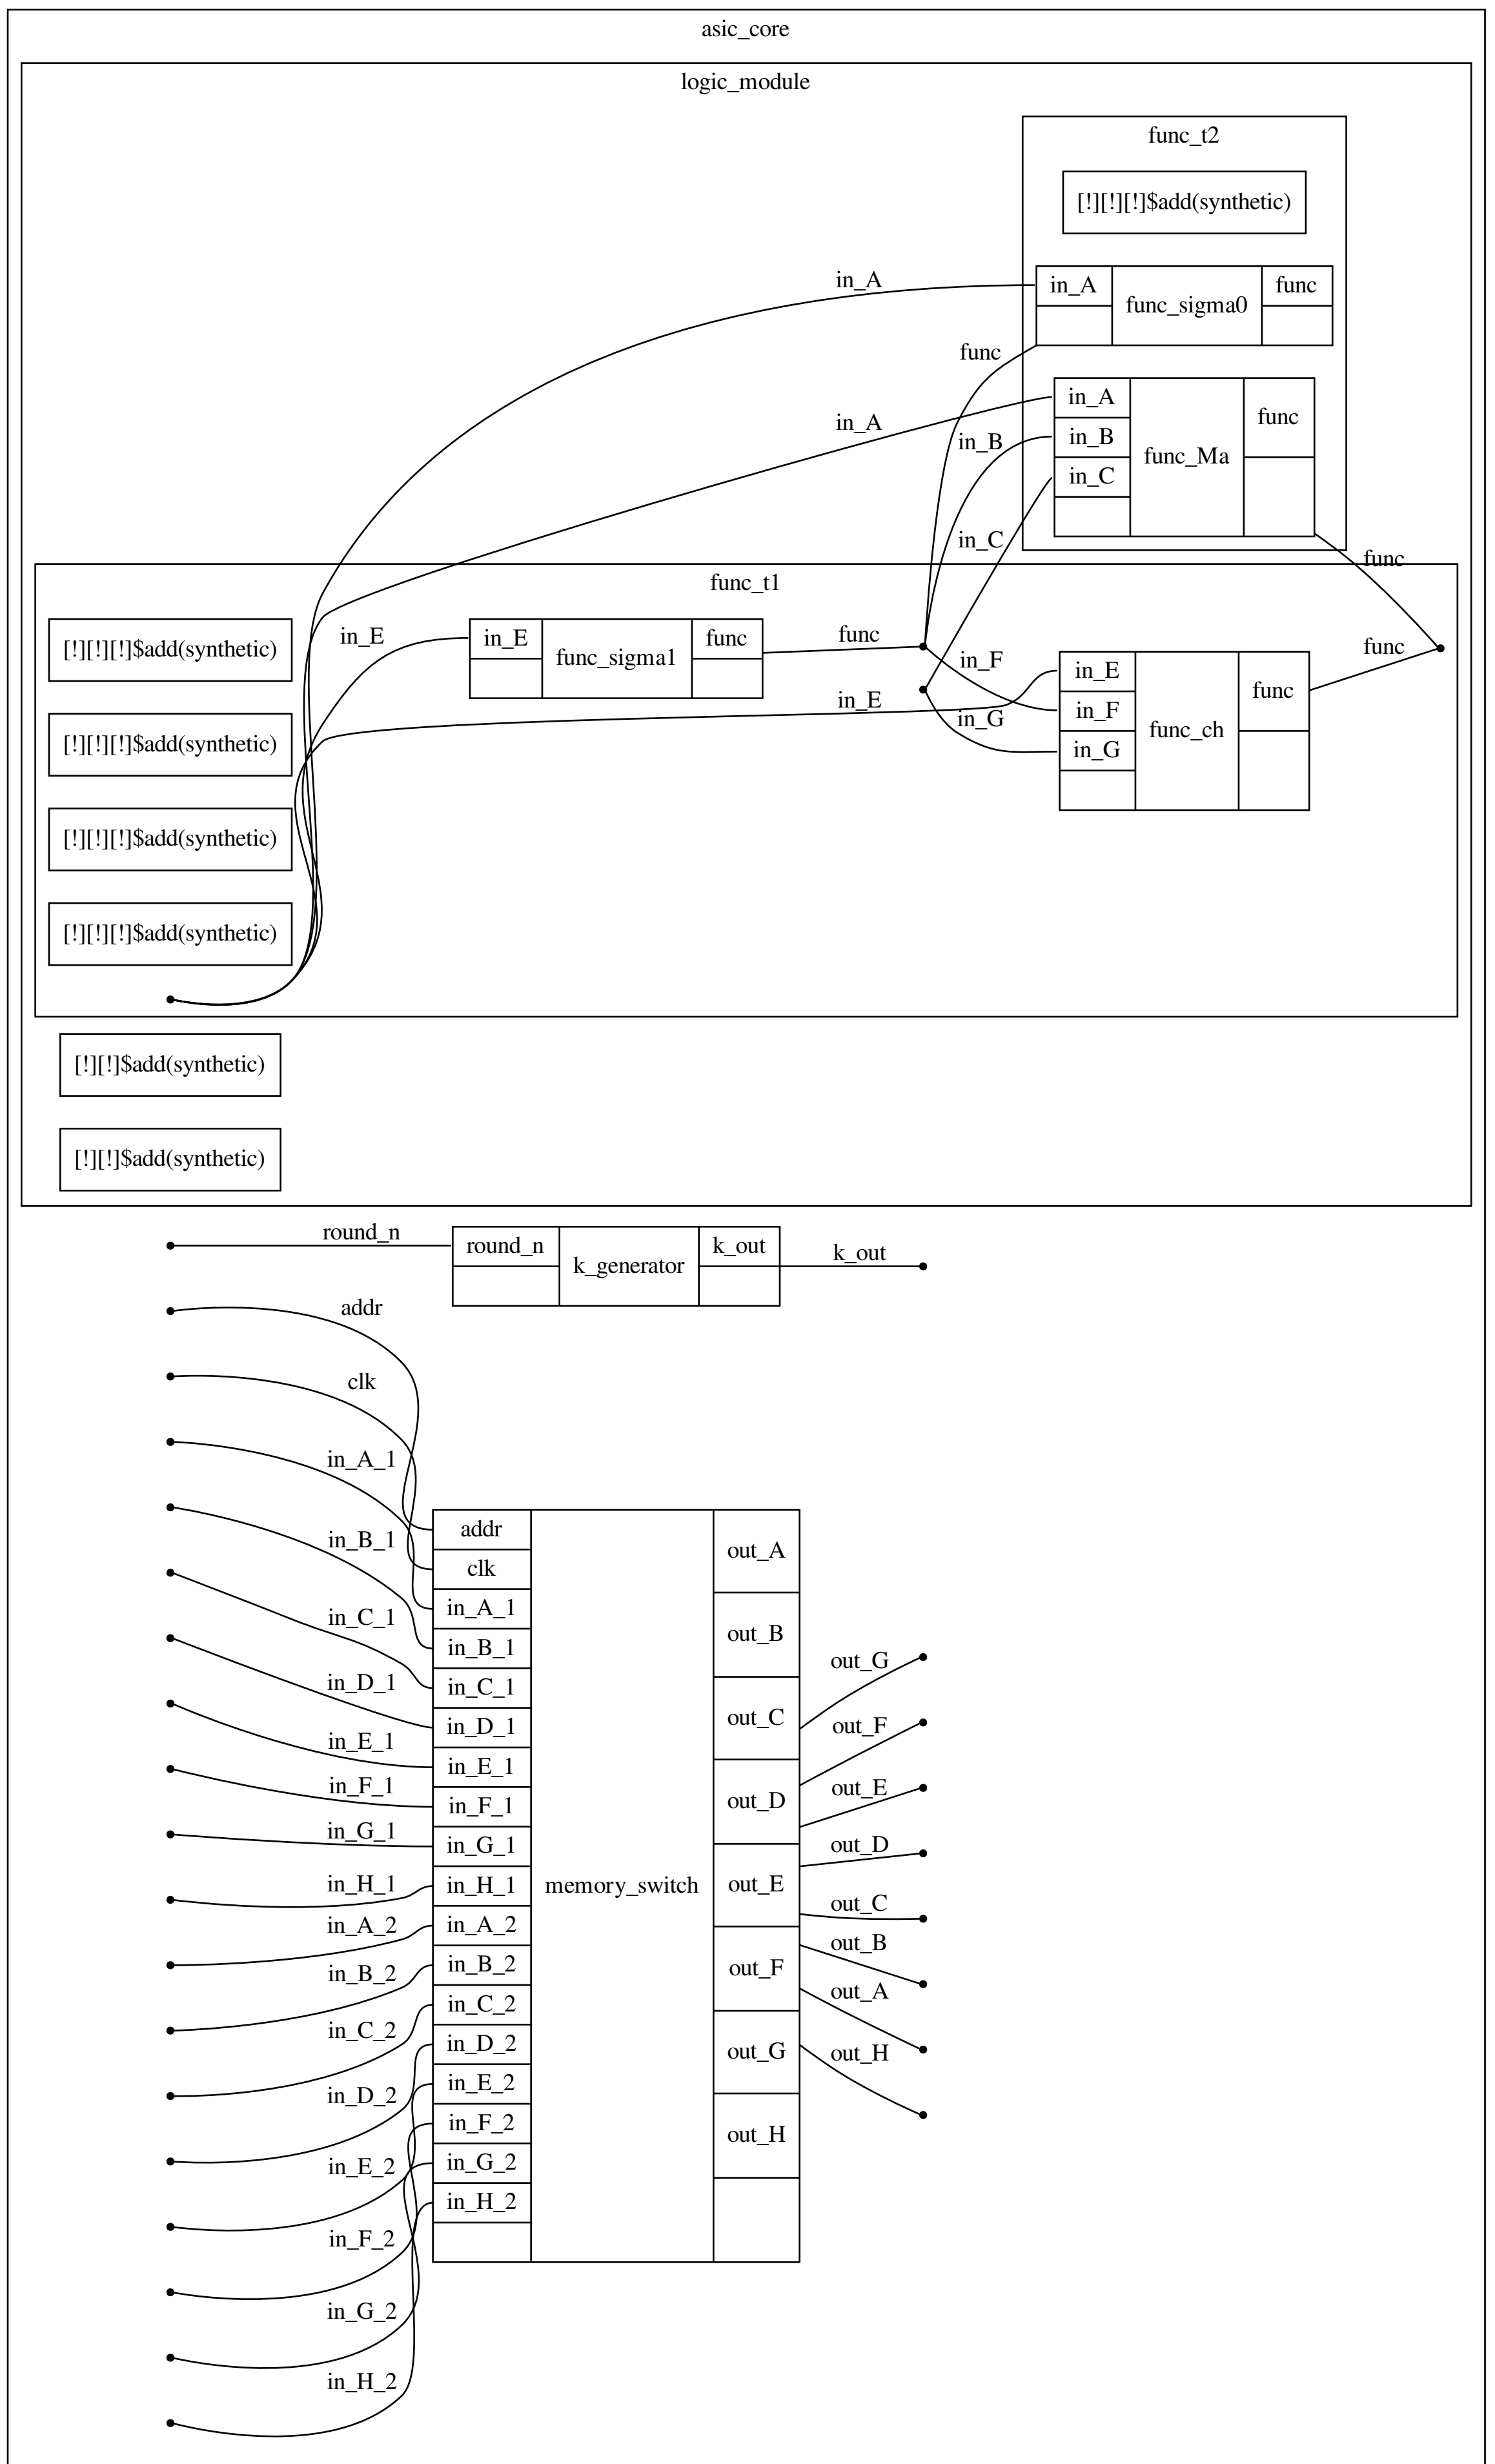 asic_core
logic_module
func_t2
[!][!][!]$add(synthetic)
in_A
in_A
func_sigma0
func
func
in_A
in_A
func_Ma
func
in_B
in_B
in_C
in_C
func
func_t1
[!][!][!]$add(synthetic)
in_E
in_E
func_sigma1
func
func
in_F
in_E
in_F
in_G
func_ch
func
func
in_E
in_G
[!][!][!]$add(synthetic)
[!][!][!]$add(synthetic)
[!][!][!]$add(synthetic)
[!][!]$add(synthetic)
[!][!]$add(synthetic)
round_n
round_n
k_generator
k_out
k_out
addr
clk
in_A_1
in_B_1
in_C_1
in_D_1
in_E_1
in_F_1
in_G_1
in_H_1
in_A_2
in_B_2
in_C_2
in_D_2
in_E_2
in_F_2
in_G_2
in_H_2
addr
clk
in_A_1
in_B_1
in_C_1
in_D_1
in_E_1
in_F_1
in_G_1
in_H_1
in_A_2
in_B_2
in_C_2
in_D_2
in_E_2
in_F_2
in_G_2
in_H_2
memory_switch
out_A
out_B
out_C
out_D
out_E
out_F
out_G
out_H
out_G
out_F
out_E
out_D
out_C
out_B
out_A
out_H